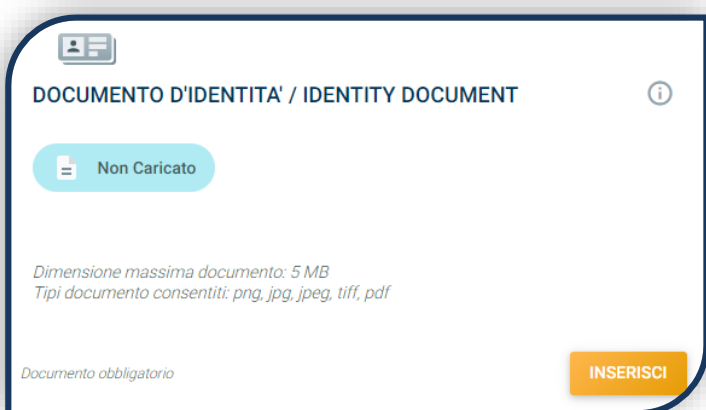 DOCUMENTO D'IDENTITA' / IDENTITY DOCUMENT
Non Caricato
Dimensione massima documento: 5 MB
Tipi documento consentiti: png, jpg, jpeg, tiff, pdf
Documento obbligatorio
INSERISCI